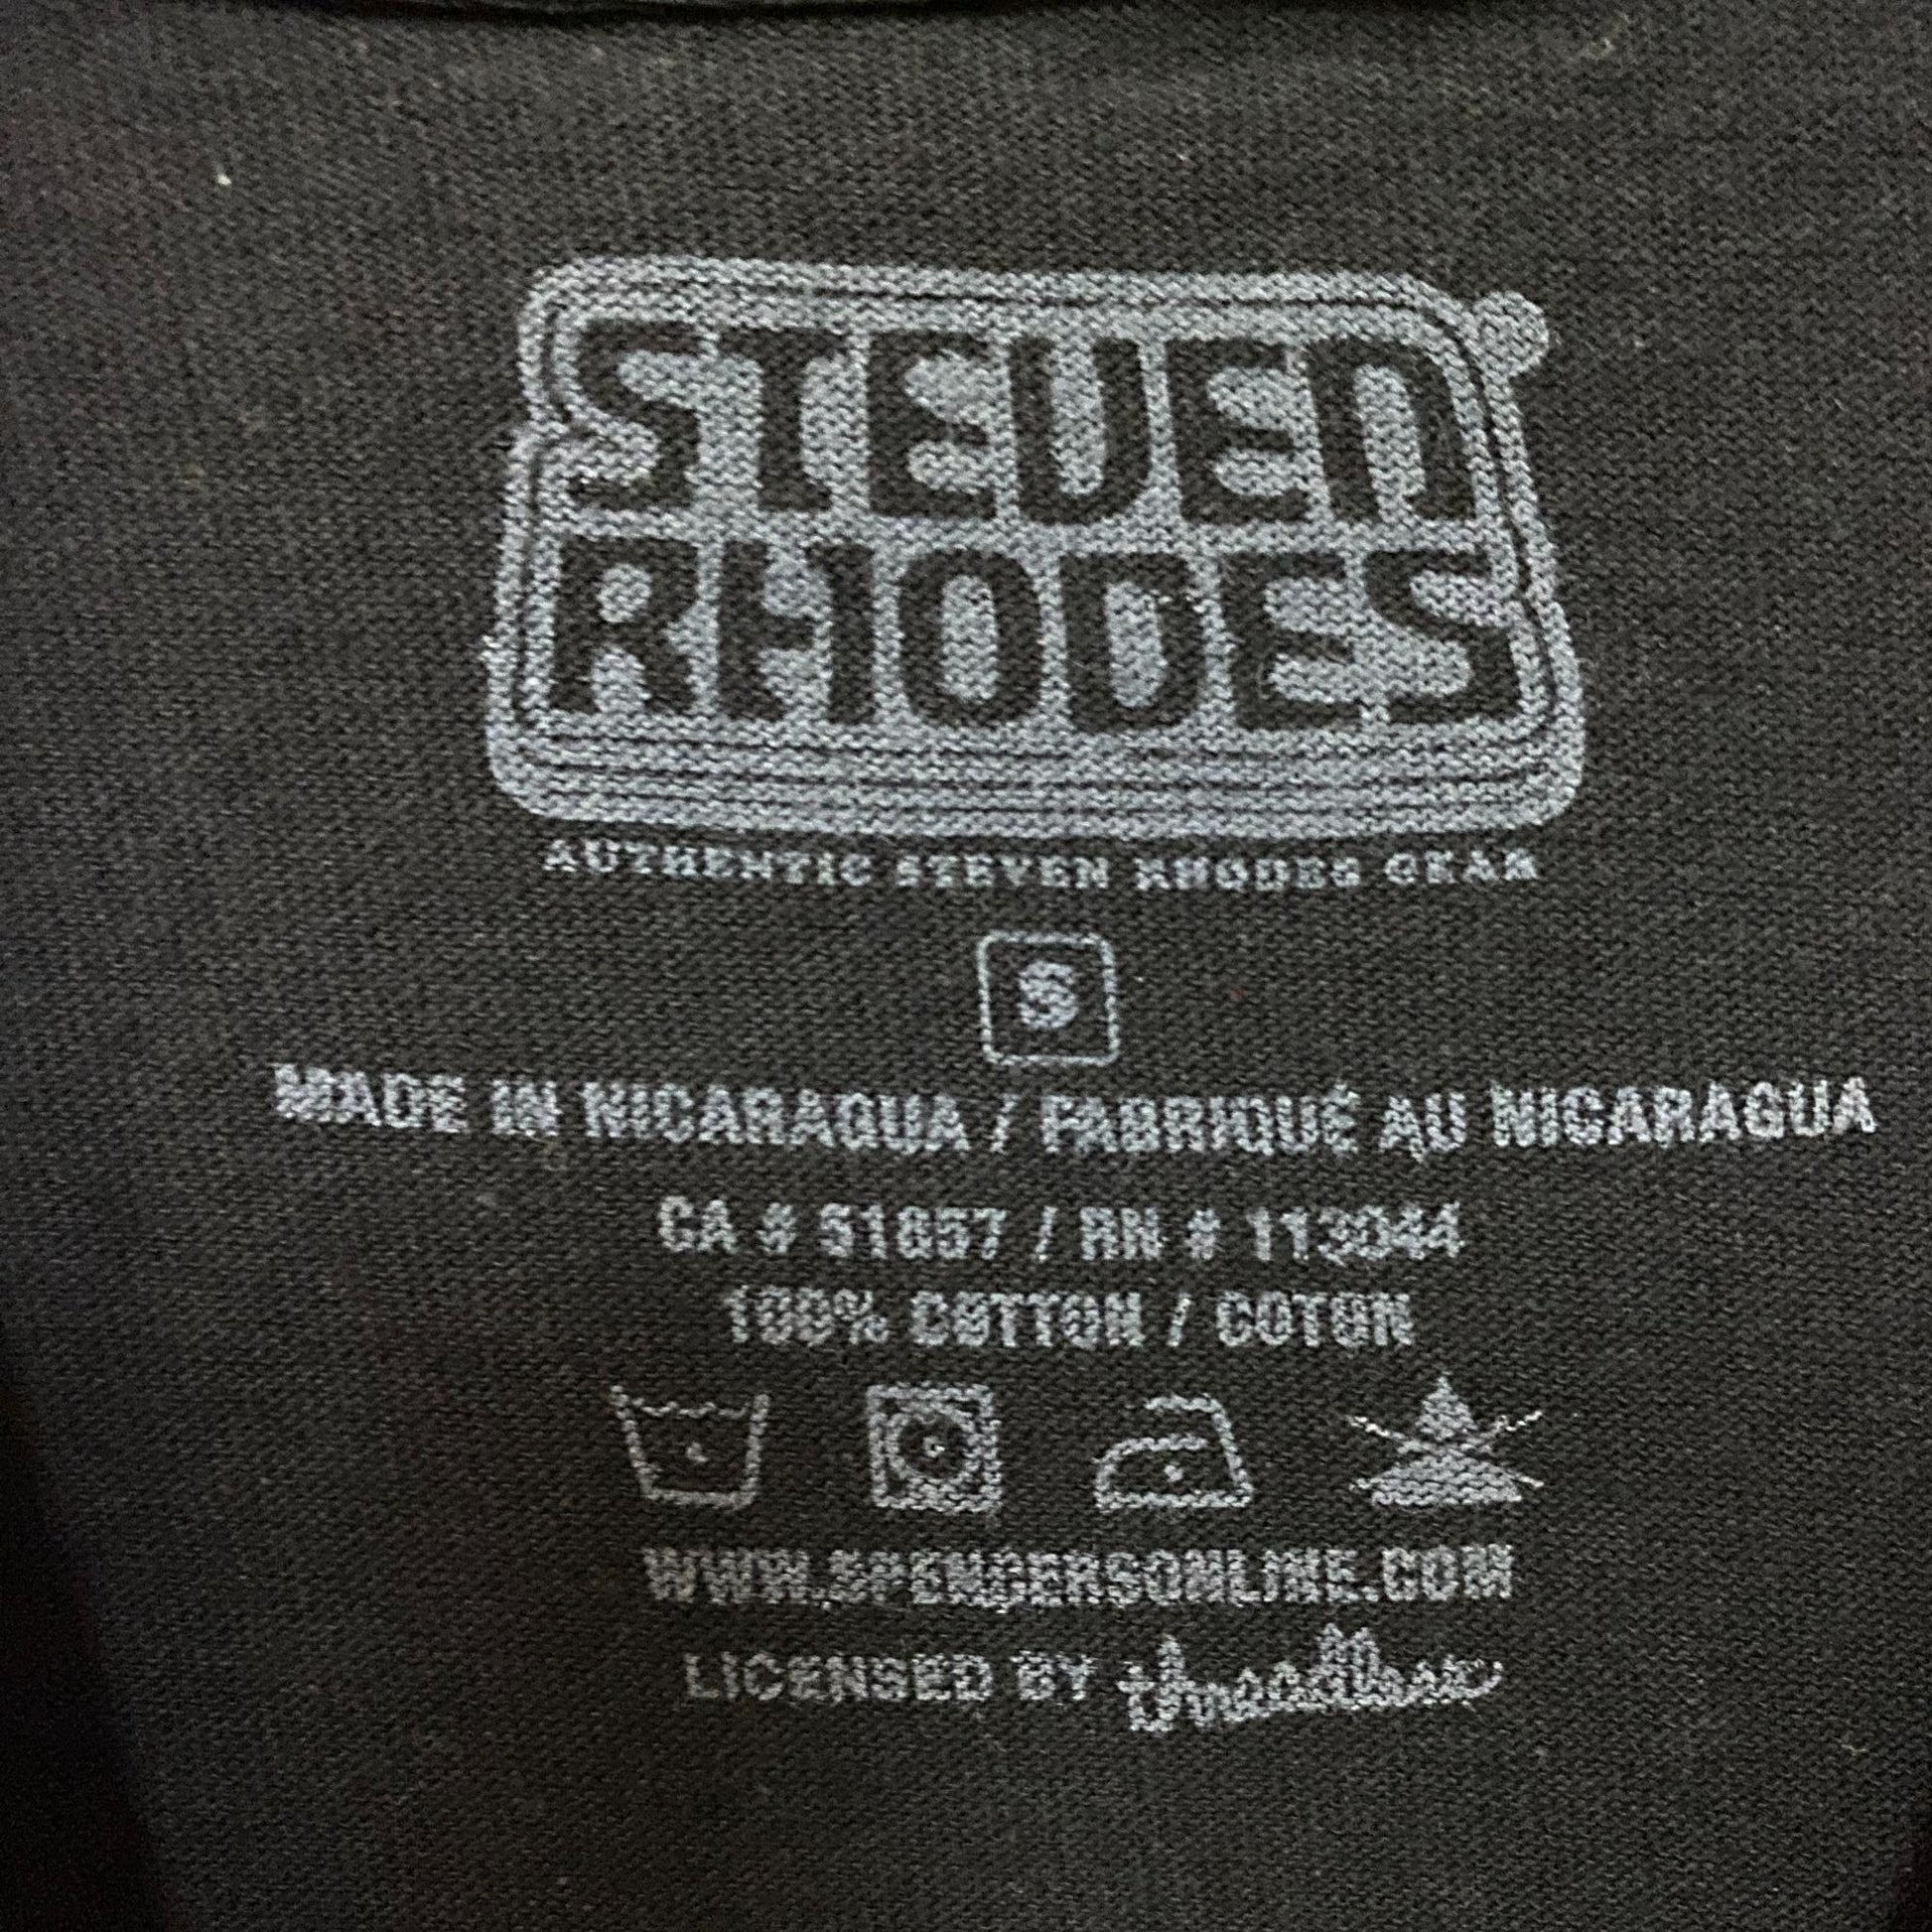 STEVEN
RHODES
AUTHENTIC STEVEN RHODES GEAR
S
MADE IN NICARAGUA / FABRIQUÉ AU NICARAGUA
CA # 51857 / RN # 113044
100% COTTON / COTON
WWW.SPENCERSONLINE.COM
LICENSED BY threadless